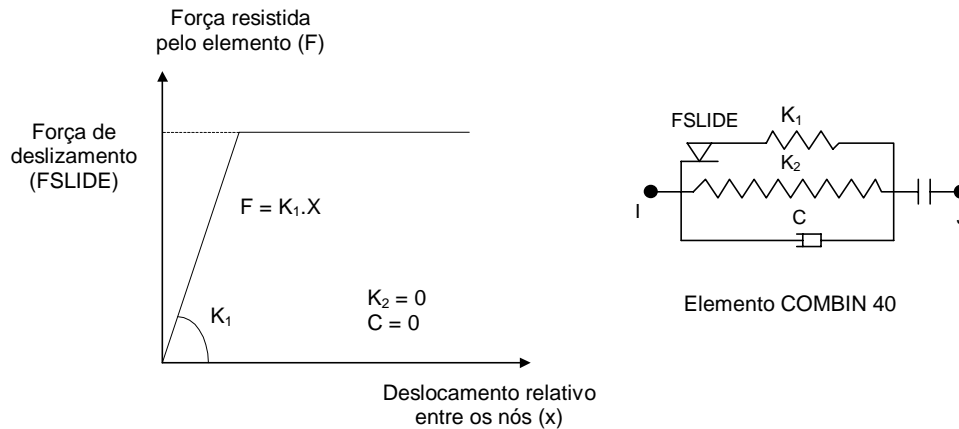 Força resistida
pelo elemento (F)
Força de
deslizamento
(FSLIDE)
F = K₁.X
K₂ = 0
C = 0
K₁
Deslocamento relativo
entre os nós (x)
FSLIDE
K₁
K₂
I
C
Elemento COMBIN 40